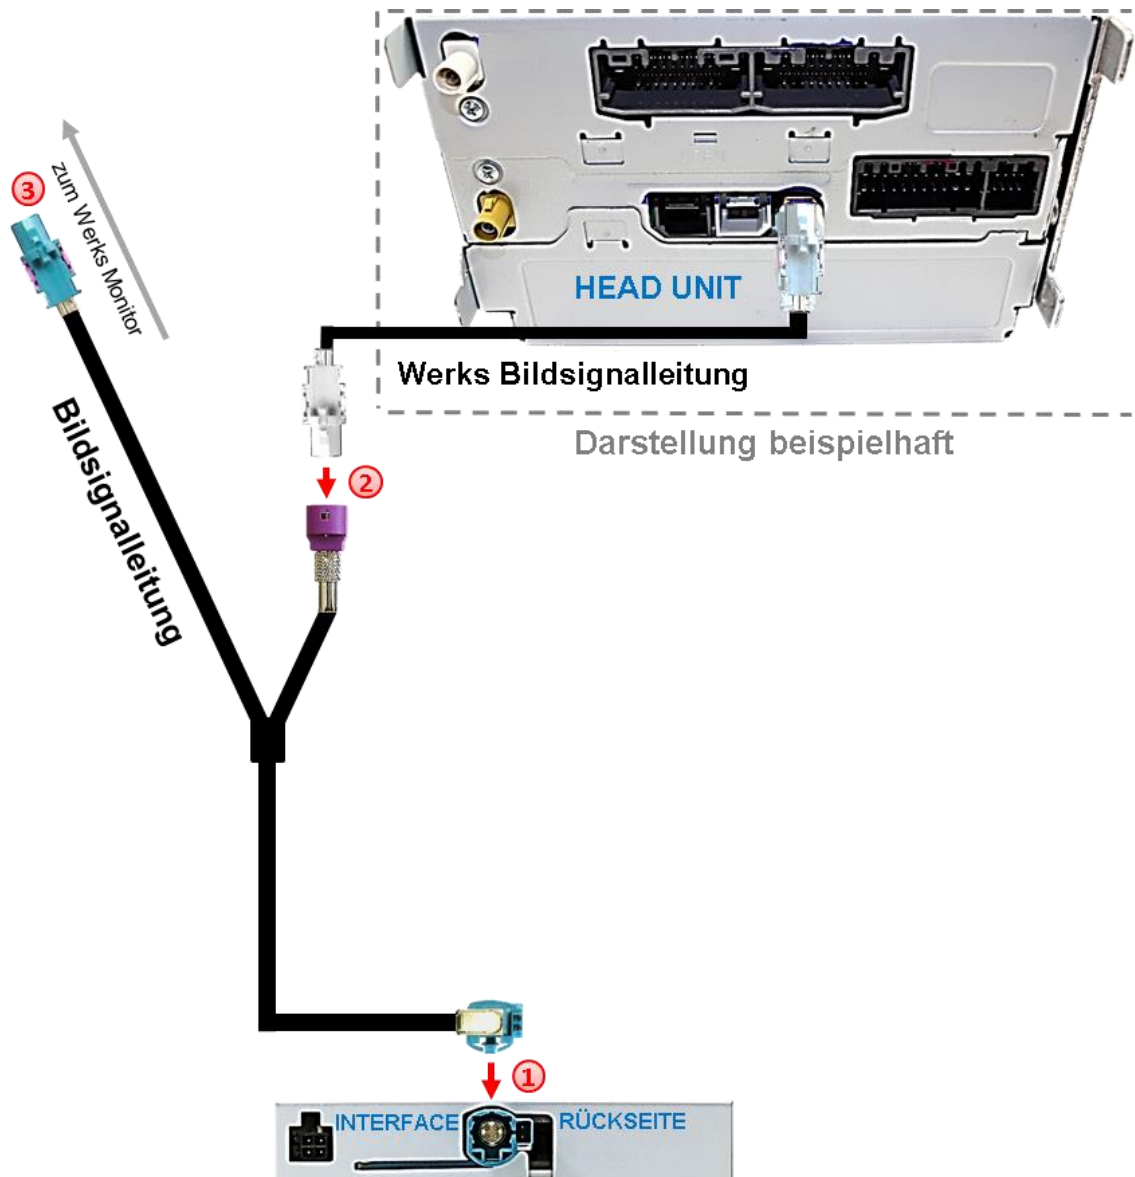 3
zum Werks Monitor
HEAD UNIT
Werks Bildsignalleitung
Darstellung beispielhaft
2
Bildsignalleitung
1
INTERFACE RÜCKSEITE